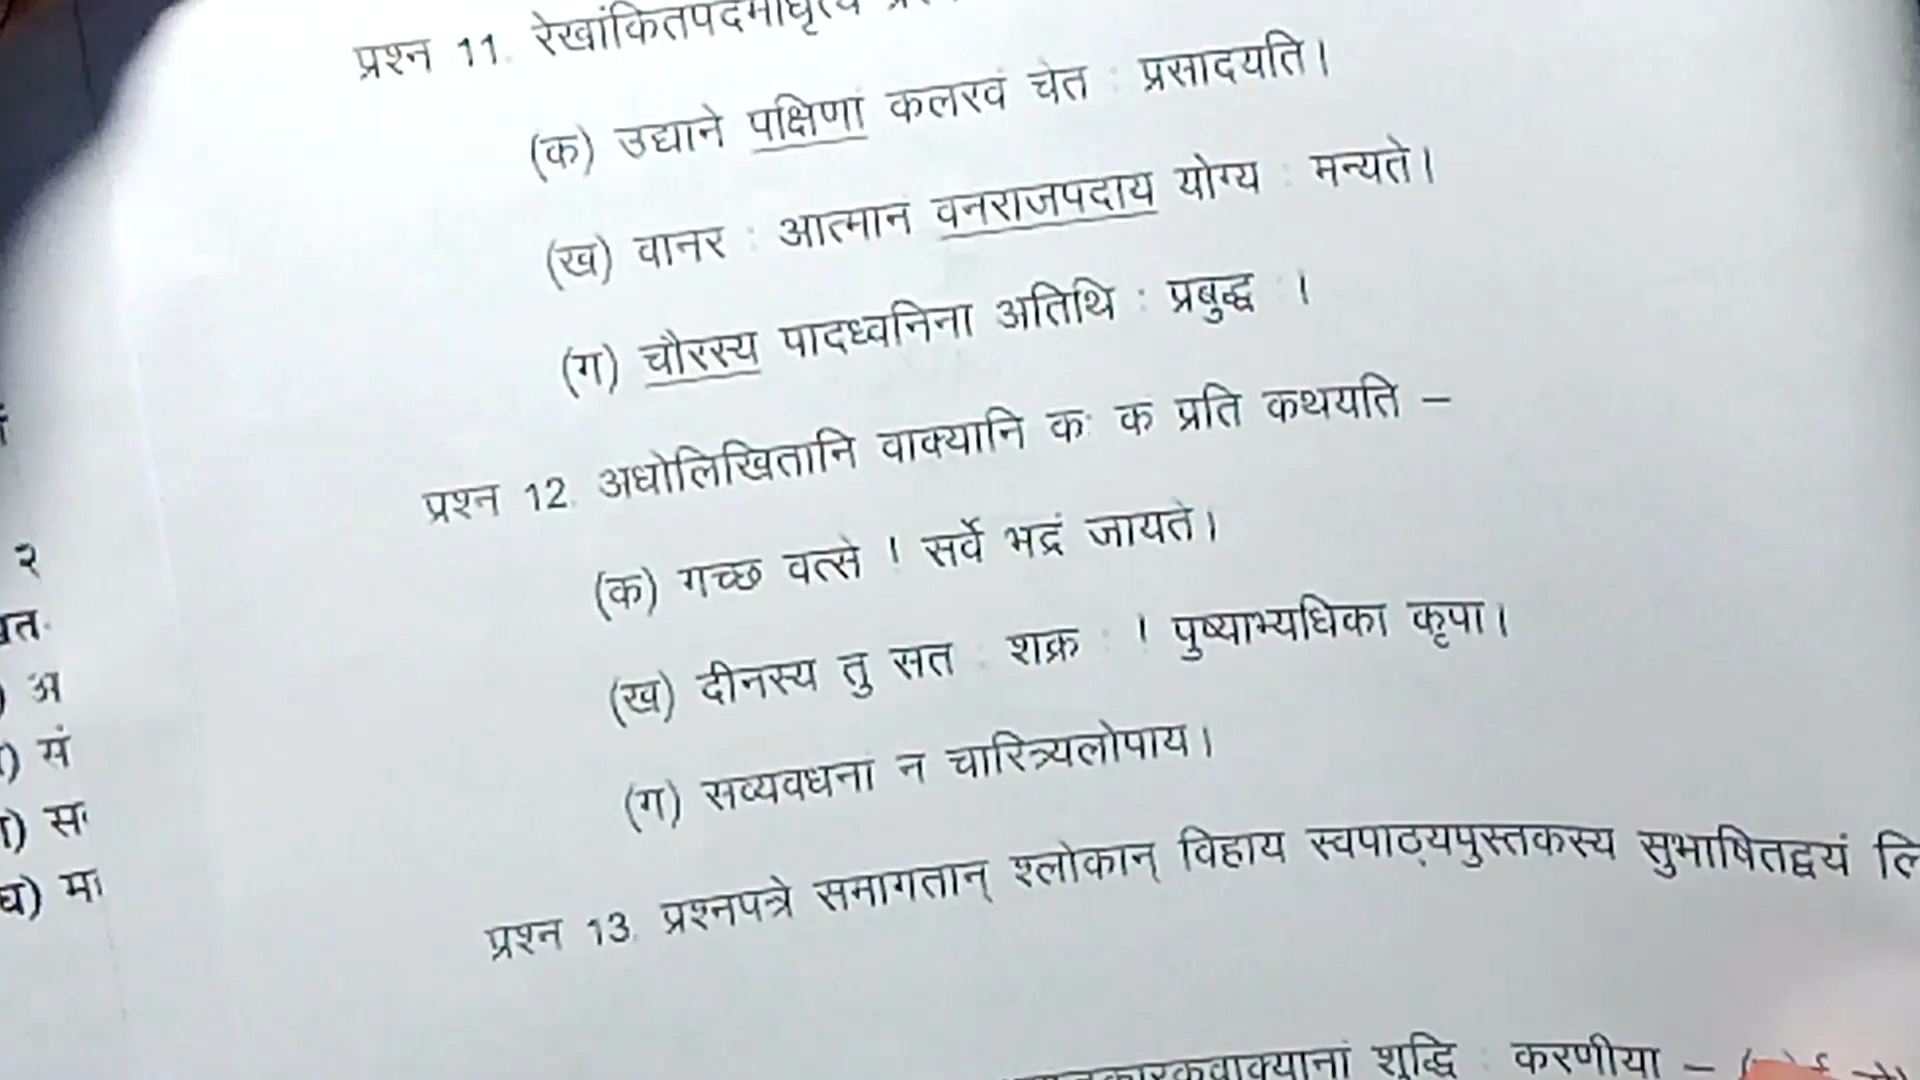 प्रश्न 11. रेखांकितपदमाधृत्य
(क) उद्याने पक्षिणां कलरवं चेत : प्रसादयति।
(ख) वानर : आत्मानं वनराजपदाय योग्य : मन्यते।
(ग) चौरस्य पादध्वनिना अतिथि : प्रबुद्ध : ।
प्रश्न 12. अधोलिखितानि वाक्यानि कः कं प्रति कथयति –
(क) गच्छ वत्से ! सर्वे भद्रं जायते।
(ख) दीनस्य तु सत : शक्र : ! पुष्याभ्यधिका कृपा।
(ग) सव्यवधनां न चारित्र्यलोपाय।
प्रश्न 13. प्रश्नपत्रे समागतान् श्लोकान् विहाय स्वपाठ्यपुस्तकस्य सुभाषितद्वयं
शुद्धि : करणीया –
२
) अ
) सं
घ) म